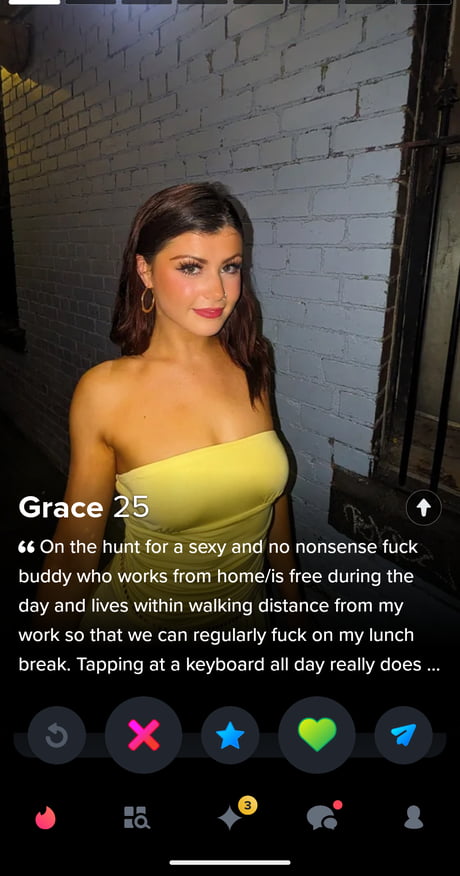 Grace 25
“ On the hunt for a sexy and no nonsense fuck
buddy who works from home/is free during the
day and lives within walking distance from my
work so that we can regularly fuck on my lunch
break. Tapping at a keyboard all day really does ...
3